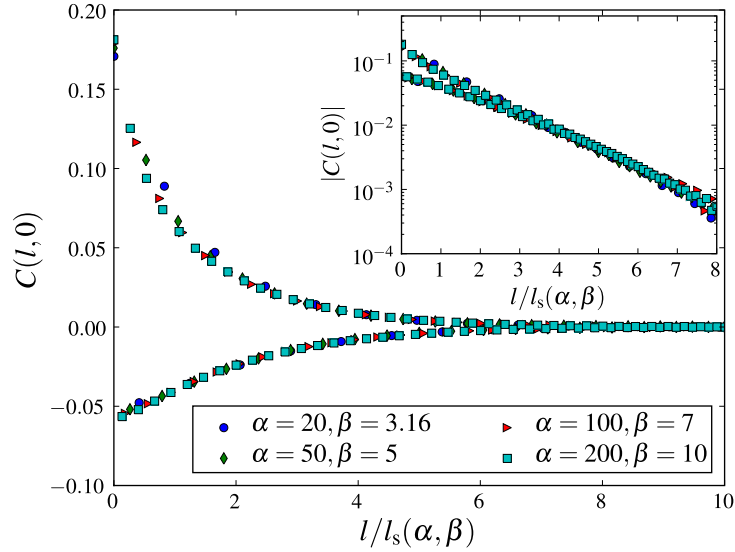 0.20
0.15
0.10
0.05
0.00
−0.05
−0.10
C(l,0)
0 2 4 6 8 10
l/lₛ(α,β)
10⁻¹
10⁻²
10⁻³
10⁻⁴
|C(l,0)|
0 1 2 3 4 5 6 7 8
l/lₛ(α,β)
α = 20, β = 3.16
α = 50, β = 5
α = 100, β = 7
α = 200, β = 10